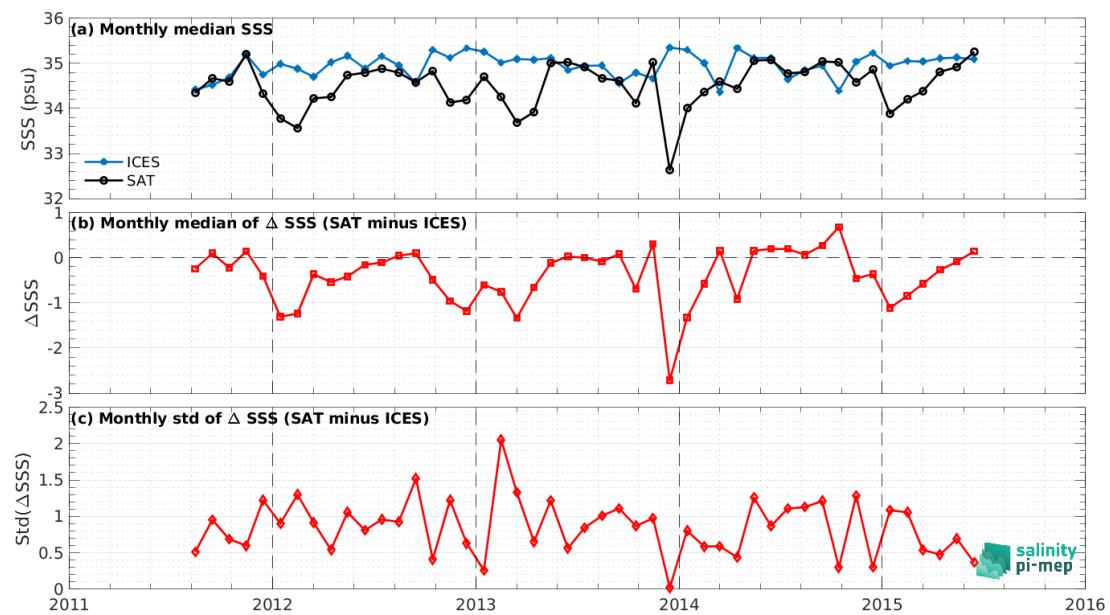 (a) Monthly median SSS
SSS (psu)
36
35
34
33
32
ICES
SAT
(b) Monthly median of Δ SSS (SAT minus ICES)
ΔSSS
1
0
-1
-2
-3
(c) Monthly std of Δ SSS (SAT minus ICES)
Std(ΔSSS)
2.5
2
1.5
1
0.5
0
2011 2012 2013 2014 2015 2016
salinity
pi-mep